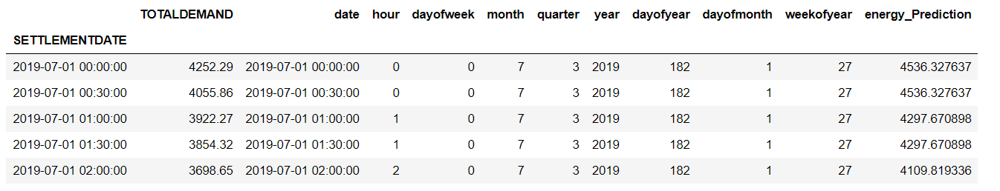 TOTALDEMAND date hour dayofweek month quarter year dayofyear dayofmonth weekofyear energy_Prediction
SETTLEMENTDATE
2019-07-01 00:00:00 4252.29 2019-07-01 00:00:00 0 0 7 3 2019 182 1 27 4536.327637
2019-07-01 00:30:00 4055.86 2019-07-01 00:30:00 0 0 7 3 2019 182 1 27 4536.327637
2019-07-01 01:00:00 3922.27 2019-07-01 01:00:00 1 0 7 3 2019 182 1 27 4297.670898
2019-07-01 01:30:00 3854.32 2019-07-01 01:30:00 1 0 7 3 2019 182 1 27 4297.670898
2019-07-01 02:00:00 3698.65 2019-07-01 02:00:00 2 0 7 3 2019 182 1 27 4109.819336